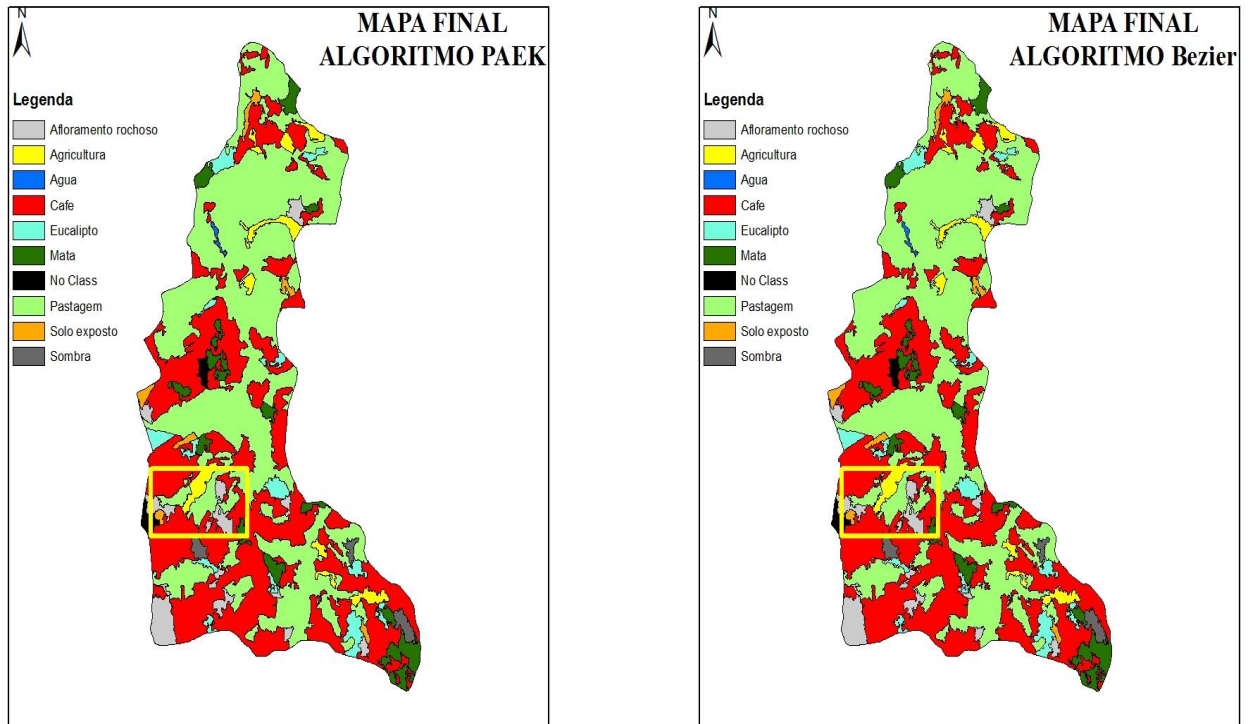 N
MAPA FINAL
ALGORITMO PAEK
Legenda
Afloramento rochoso
Agricultura
Agua
Cafe
Eucalipto
Mata
No Class
Pastagem
Solo exposto
Sombra
N
MAPA FINAL
ALGORITMO Bezier
Legenda
Afloramento rochoso
Agricultura
Agua
Cafe
Eucalipto
Mata
No Class
Pastagem
Solo exposto
Sombra